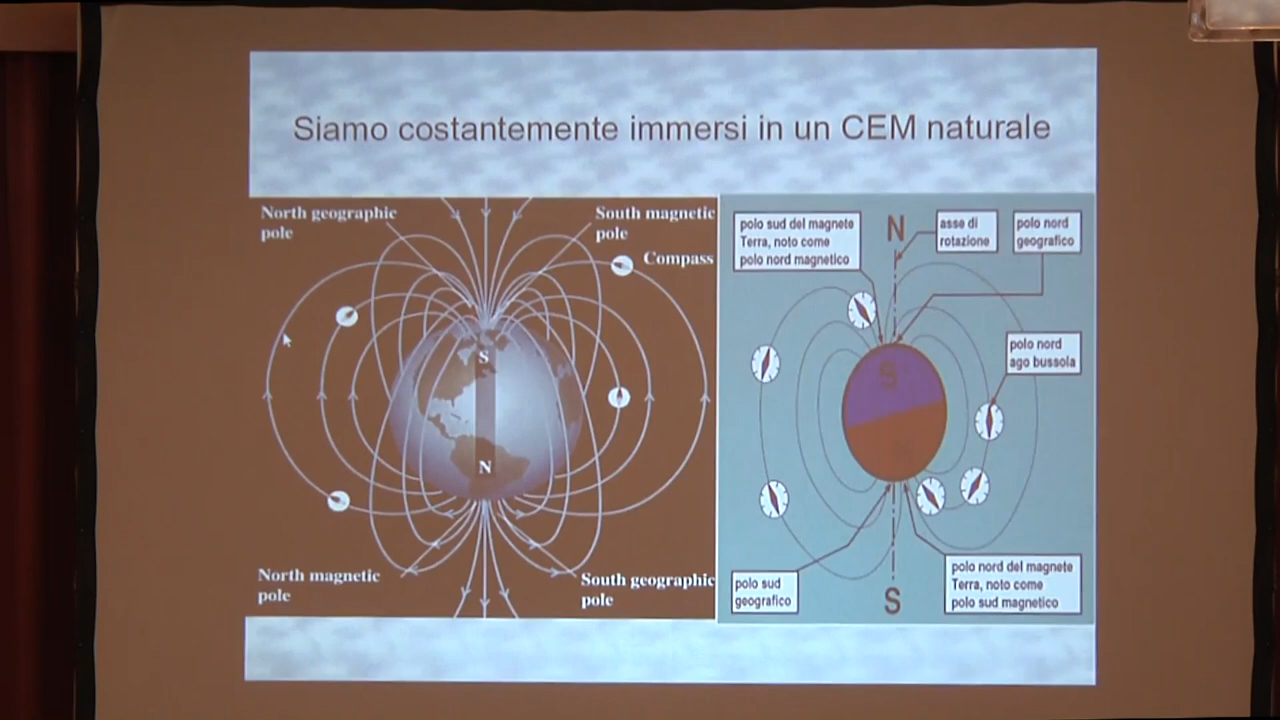 Siamo costantemente immersi in un CEM naturale
North geographic
pole
South magnetic
pole
Compass
S
N
North magnetic
pole
South geographic
pole
polo sud del magnete
Terra, noto come
polo nord magnetico
N
asse di
rotazione
polo nord
geografico
polo nord
ago bussola
S
N
polo sud
geografico
S
polo nord del magnete
Terra, noto come
polo sud magnetico